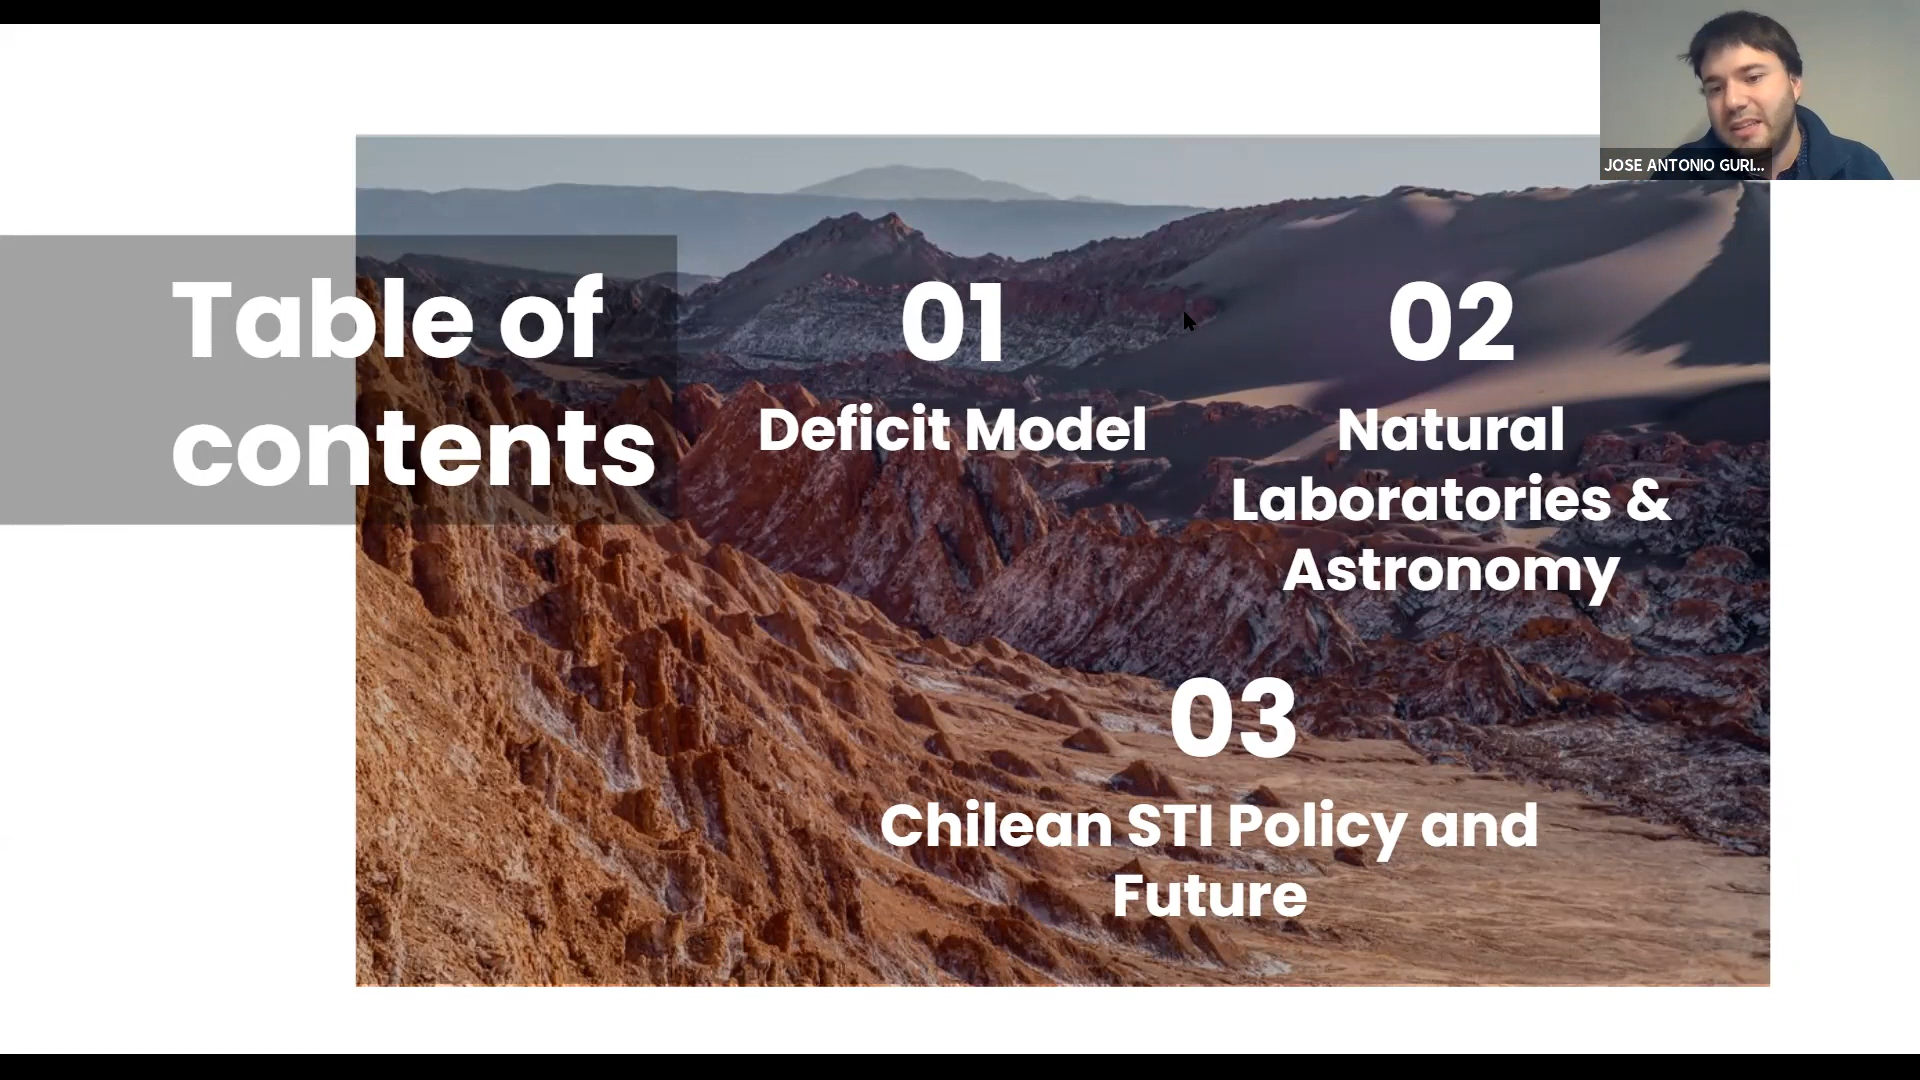 JOSE ANTONIO GURI...
Table of
contents
01
Deficit Model
02
Natural
Laboratories &
Astronomy
03
Chilean STI Policy and
Future